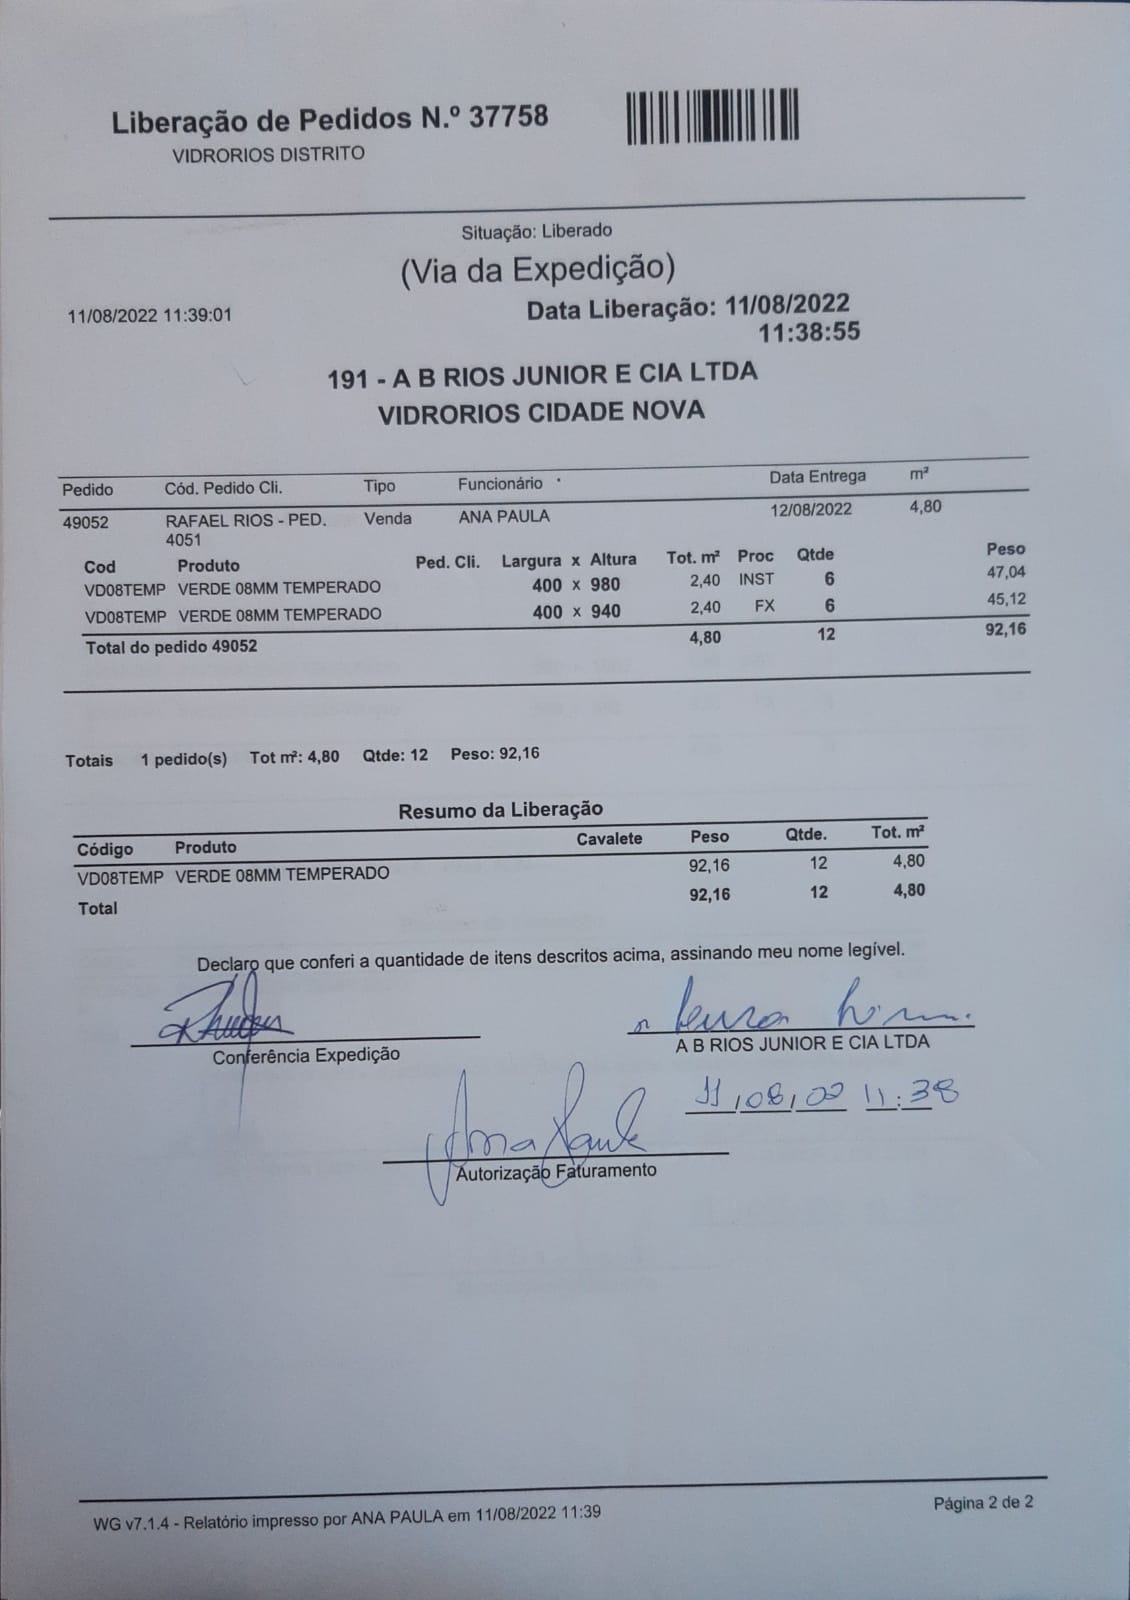 Liberação de Pedidos N.º 37758
VIDRORIOS DISTRITO
Situação: Liberado
(Via da Expedição)
11/08/2022 11:39:01
Data Liberação: 11/08/2022
11:38:55
191 - A B RIOS JUNIOR E CIA LTDA
VIDRORIOS CIDADE NOVA
Pedido Cód. Pedido Cli. Tipo Funcionário Data Entrega m²
49052 RAFAEL RIOS - PED. Venda ANA PAULA 12/08/2022 4,80
4051
Cod Produto Ped. Cli. Largura x Altura Tot. m² Proc Qtde Peso
VD08TEMP VERDE 08MM TEMPERADO 400 x 980 2,40 INST 6 47,04
VD08TEMP VERDE 08MM TEMPERADO 400 x 940 2,40 FX 6 45,12
Total do pedido 49052 4,80 12 92,16
Totais 1 pedido(s) Tot m²: 4,80 Qtde: 12 Peso: 92,16
Resumo da Liberação
Código Produto Cavalete Peso Qtde. Tot. m²
VD08TEMP VERDE 08MM TEMPERADO 92,16 12 4,80
Total 92,16 12 4,80
Declaro que conferi a quantidade de itens descritos acima, assinando meu nome legível.
Conferência Expedição
A B RIOS JUNIOR E CIA LTDA
11,08,02 11:38
Ana Paula
Autorização Faturamento
WG v7.1.4 - Relatório impresso por ANA PAULA em 11/08/2022 11:39
Página 2 de 2